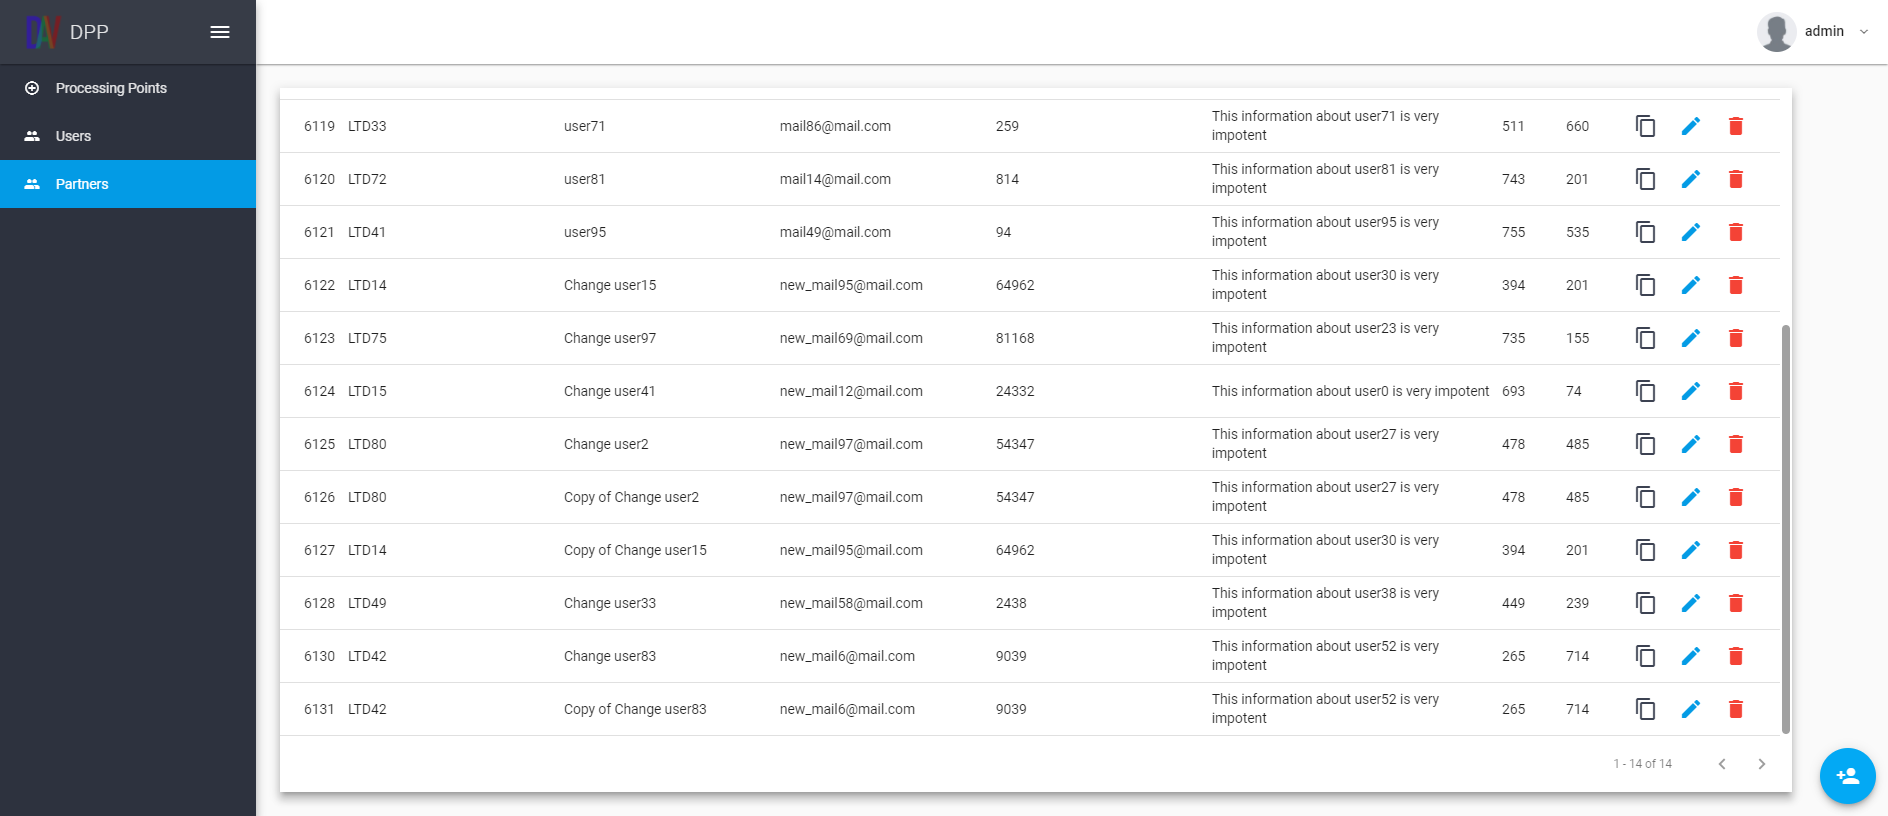 DAV DPP
admin
Processing Points
Users
Partners
6119 LTD33 user71 mail86@mail.com 259 This information about user71 is very 511 660
impotent
6120 LTD72 user81 mail14@mail.com 814 This information about user81 is very 743 201
impotent
6121 LTD41 user95 mail49@mail.com 94 This information about user95 is very 755 535
impotent
6122 LTD14 Change user15 new_mail95@mail.com 64962 This information about user30 is very 394 201
impotent
6123 LTD75 Change user97 new_mail69@mail.com 81168 This information about user23 is very 735 155
impotent
6124 LTD15 Change user41 new_mail12@mail.com 24332 This information about user0 is very impotent 693 74
6125 LTD80 Change user2 new_mail97@mail.com 54347 This information about user27 is very 478 485
impotent
6126 LTD80 Copy of Change user2 new_mail97@mail.com 54347 This information about user27 is very 478 485
impotent
6127 LTD14 Copy of Change user15 new_mail95@mail.com 64962 This information about user30 is very 394 201
impotent
6128 LTD49 Change user33 new_mail58@mail.com 2438 This information about user38 is very 449 239
impotent
6130 LTD42 Change user83 new_mail6@mail.com 9039 This information about user52 is very 265 714
impotent
6131 LTD42 Copy of Change user83 new_mail6@mail.com 9039 This information about user52 is very 265 714
impotent
1 - 14 of 14